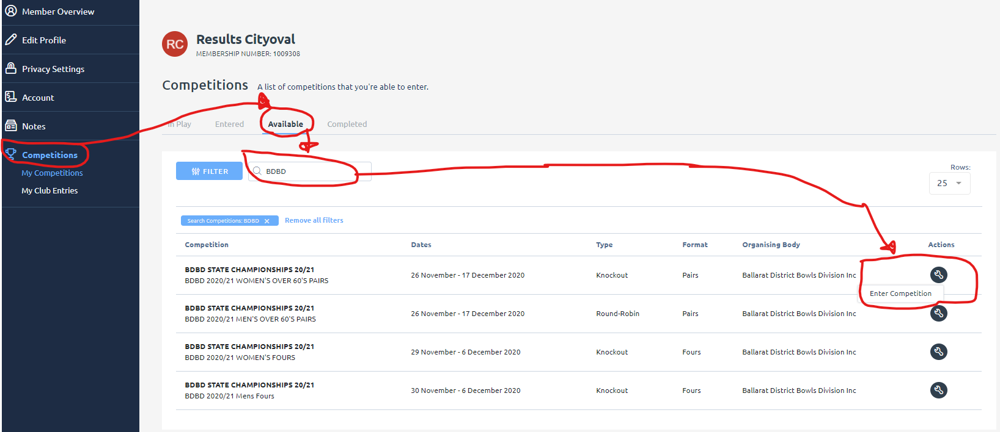 Member Overview
Edit Profile
Privacy Settings
Account
Notes
Competitions
My Competitions
My Club Entries
RC
Results Cityoval
MEMBERSHIP NUMBER: 1009308
Competitions A list of competitions that you're able to enter.
In Play Entered Available Completed
FILTER BDBD
Rows:
25
Search Competitions: BDBD Remove all filters
Competition Dates Type Format Organising Body Actions
BDBD STATE CHAMPIONSHIPS 20/21
BDBD 2020/21 WOMEN'S OVER 60'S PAIRS
26 November - 17 December 2020 Knockout Pairs Ballarat District Bowls Division Inc
Enter Competition
BDBD STATE CHAMPIONSHIPS 20/21
BDBD 2020/21 MEN'S OVER 60'S PAIRS
26 November - 17 December 2020 Round-Robin Pairs Ballarat District Bowls Division Inc
BDBD STATE CHAMPIONSHIPS 20/21
BDBD 2020/21 WOMEN'S FOURS
29 November - 6 December 2020 Knockout Fours Ballarat District Bowls Division Inc
BDBD STATE CHAMPIONSHIPS 20/21
BDBD 2020/21 Mens Fours
30 November - 6 December 2020 Knockout Fours Ballarat District Bowls Division Inc